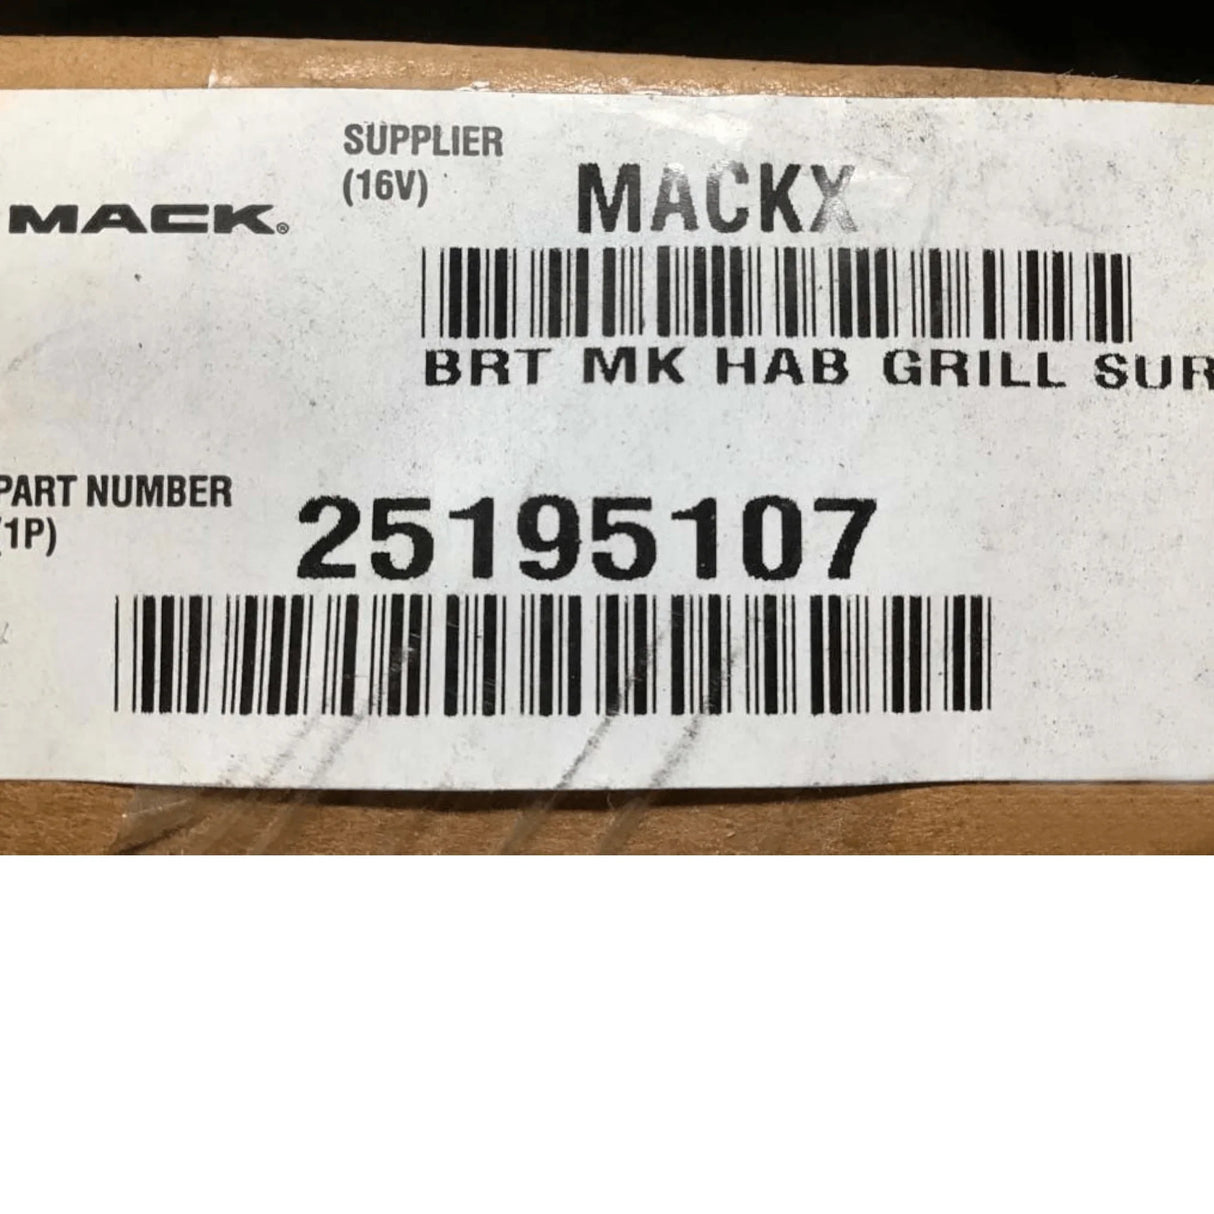 MACK®
SUPPLIER
(16V)
MACKX
BRT MK HAB GRILL SUR
PART NUMBER
(1P)
25195107